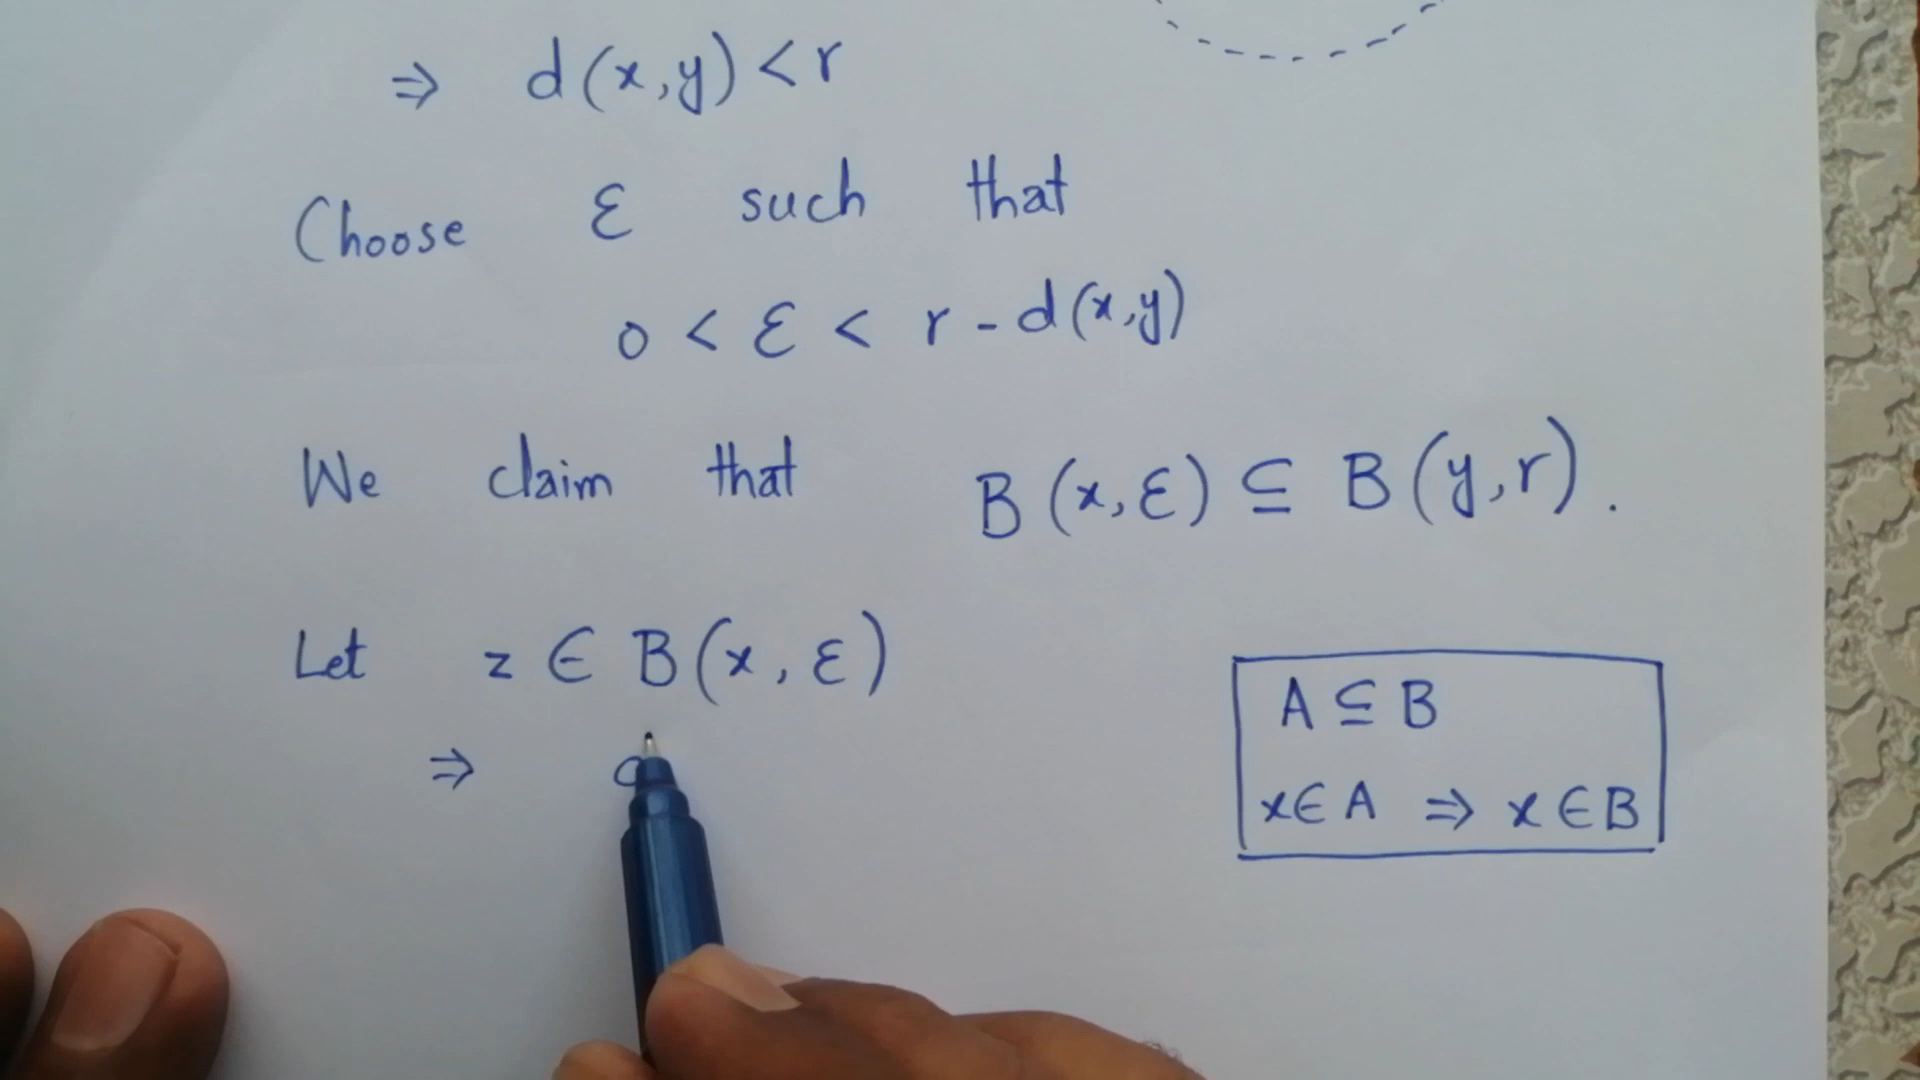 ⇒ d(x,y) < r
Choose ε such that
0 < ε < r - d(x,y)
We claim that B(x,ε) ⊆ B(y,r).
Let z ∈ B(x,ε)
⇒
A ⊆ B
x∈A ⇒ x∈B